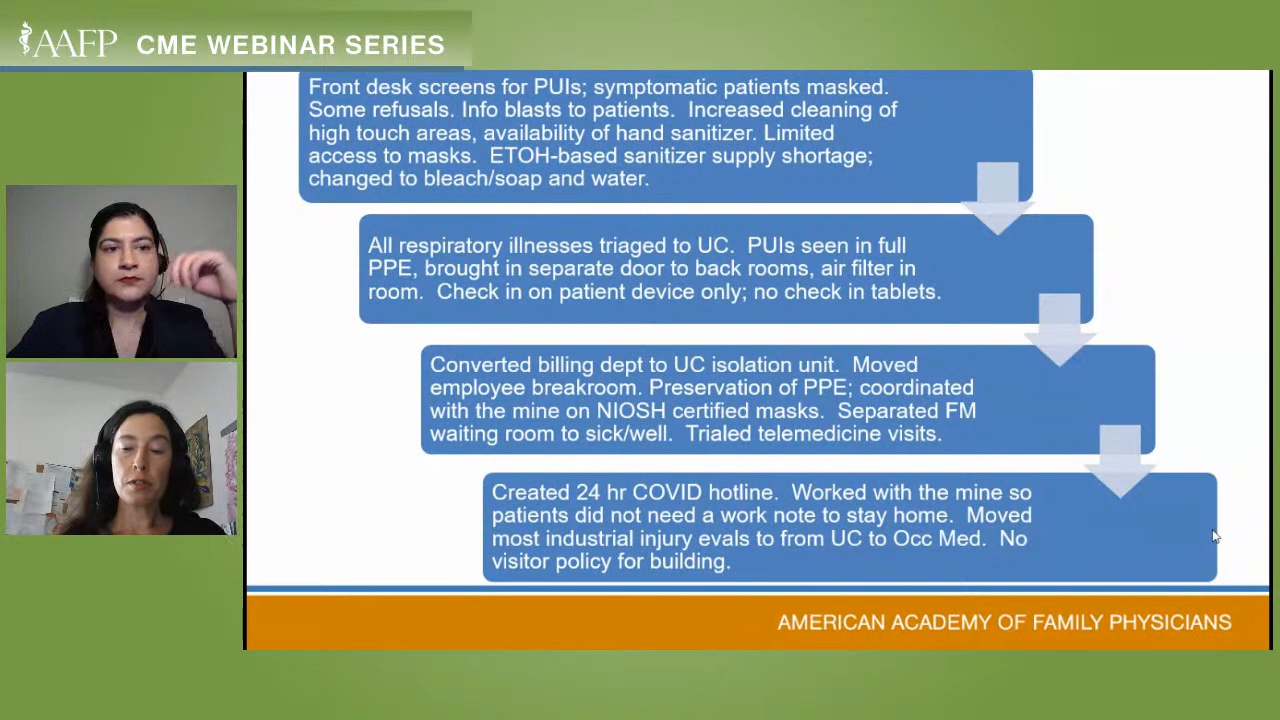 AAFP CME WEBINAR SERIES
Front desk screens for PUIs; symptomatic patients masked.
Some refusals. Info blasts to patients. Increased cleaning of
high touch areas, availability of hand sanitizer. Limited
access to masks. ETOH-based sanitizer supply shortage;
changed to bleach/soap and water.
All respiratory illnesses triaged to UC. PUIs seen in full
PPE, brought in separate door to back rooms, air filter in
room. Check in on patient device only; no check in tablets.
Converted billing dept to UC isolation unit. Moved
employee breakroom. Preservation of PPE; coordinated
with the mine on NIOSH certified masks. Separated FM
waiting room to sick/well. Trialed telemedicine visits.
Created 24 hr COVID hotline. Worked with the mine so
patients did not need a work note to stay home. Moved
most industrial injury evals to from UC to Occ Med. No
visitor policy for building.
AMERICAN ACADEMY OF FAMILY PHYSICIANS